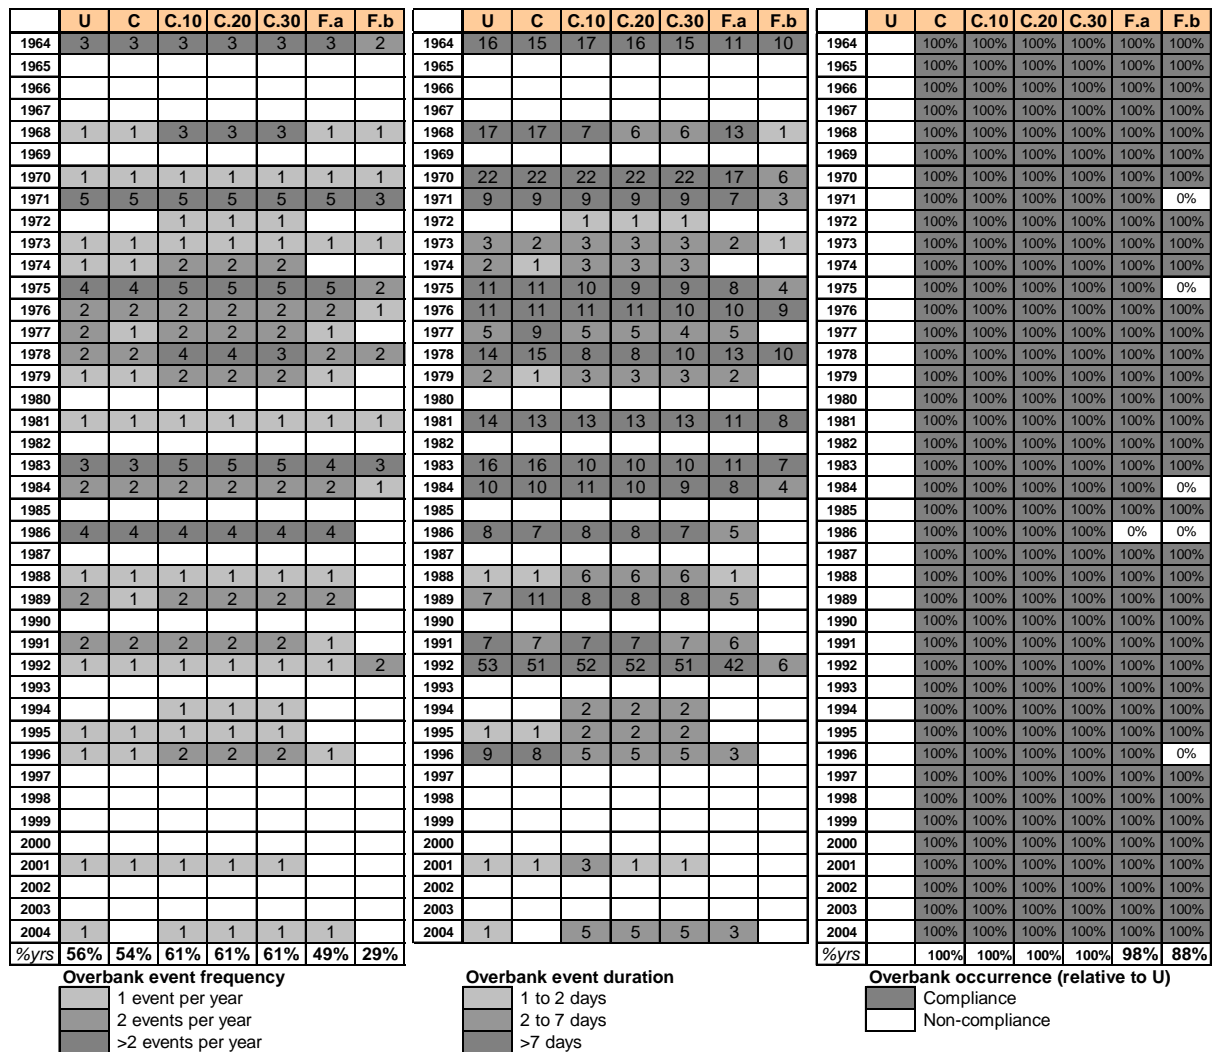 U C C.10 C.20 C.30 F.a F.b U C C.10 C.20 C.30 F.a F.b U C C.10 C.20 C.30 F.a F.b
1964 3 3 3 3 3 3 2 1964 16 15 17 16 15 11 10 1964 100% 100% 100% 100% 100% 100%
1965 1965 1965 100% 100% 100% 100% 100% 100%
1966 1966 1966 100% 100% 100% 100% 100% 100%
1967 1967 1967 100% 100% 100% 100% 100% 100%
1968 1 1 3 3 3 1 1 1968 17 17 7 6 6 13 1 1968 100% 100% 100% 100% 100% 100%
1969 1969 1969 100% 100% 100% 100% 100% 100%
1970 1 1 1 1 1 1 1 1970 22 22 22 22 22 17 6 1970 100% 100% 100% 100% 100% 100%
1971 5 5 5 5 5 5 3 1971 9 9 9 9 9 7 3 1971 100% 100% 100% 100% 100% 0%
1972 1 1 1 1972 1 1 1 1972 100% 100% 100% 100% 100% 100%
1973 1 1 1 1 1 1 1 1973 3 2 3 3 3 2 1 1973 100% 100% 100% 100% 100% 100%
1974 1 1 2 2 2 1974 2 1 3 3 3 1974 100% 100% 100% 100% 100% 100%
1975 4 4 5 5 5 5 2 1975 11 11 10 9 9 8 4 1975 100% 100% 100% 100% 100% 0%
1976 2 2 2 2 2 2 1 1976 11 11 11 11 10 10 9 1976 100% 100% 100% 100% 100% 100%
1977 2 1 2 2 2 1 1977 5 9 5 5 4 5 1977 100% 100% 100% 100% 100% 100%
1978 2 2 4 4 3 2 2 1978 14 15 8 8 10 13 10 1978 100% 100% 100% 100% 100% 100%
1979 1 1 2 2 2 1 1979 2 1 3 3 3 2 1979 100% 100% 100% 100% 100% 100%
1980 1980 1980 100% 100% 100% 100% 100% 100%
1981 1 1 1 1 1 1 1 1981 14 13 13 13 13 11 8 1981 100% 100% 100% 100% 100% 100%
1982 1982 1982 100% 100% 100% 100% 100% 100%
1983 3 3 5 5 5 4 3 1983 16 16 10 10 10 11 7 1983 100% 100% 100% 100% 100% 100%
1984 2 2 2 2 2 2 1 1984 10 10 11 10 9 8 4 1984 100% 100% 100% 100% 100% 0%
1985 1985 1985 100% 100% 100% 100% 100% 100%
1986 4 4 4 4 4 4 1986 8 7 8 8 7 5 1986 100% 100% 100% 100% 0% 0%
1987 1987 1987 100% 100% 100% 100% 100% 100%
1988 1 1 1 1 1 1 1988 1 1 6 6 6 1 1988 100% 100% 100% 100% 100% 100%
1989 2 1 2 2 2 2 1989 7 11 8 8 8 5 1989 100% 100% 100% 100% 100% 100%
1990 1990 1990 100% 100% 100% 100% 100% 100%
1991 2 2 2 2 2 1 1991 7 7 7 7 7 6 1991 100% 100% 100% 100% 100% 100%
1992 1 1 1 1 1 1 2 1992 53 51 52 52 51 42 6 1992 100% 100% 100% 100% 100% 100%
1993 1993 1993 100% 100% 100% 100% 100% 100%
1994 1 1 1 1994 2 2 2 1994 100% 100% 100% 100% 100% 100%
1995 1 1 1 1 1 1995 1 1 2 2 2 1995 100% 100% 100% 100% 100% 100%
1996 1 1 2 2 2 1 1996 9 8 5 5 5 3 1996 100% 100% 100% 100% 100% 0%
1997 1997 1997 100% 100% 100% 100% 100% 100%
1998 1998 1998 100% 100% 100% 100% 100% 100%
1999 1999 1999 100% 100% 100% 100% 100% 100%
2000 2000 2000 100% 100% 100% 100% 100% 100%
2001 1 1 1 1 1 2001 1 1 3 1 1 2001 100% 100% 100% 100% 100% 100%
2002 2002 2002 100% 100% 100% 100% 100% 100%
2003 2003 2003 100% 100% 100% 100% 100% 100%
2004 1 1 1 1 1 2004 1 5 5 5 3 2004 100% 100% 100% 100% 100% 100%
%yrs 56% 54% 61% 61% 61% 49% 29% %yrs 100% 100% 100% 100% 98% 88%
Overbank event frequency Overbank event duration Overbank occurrence (relative to U)
1 event per year 1 to 2 days Compliance
2 events per year 2 to 7 days Non-compliance
>2 events per year >7 days